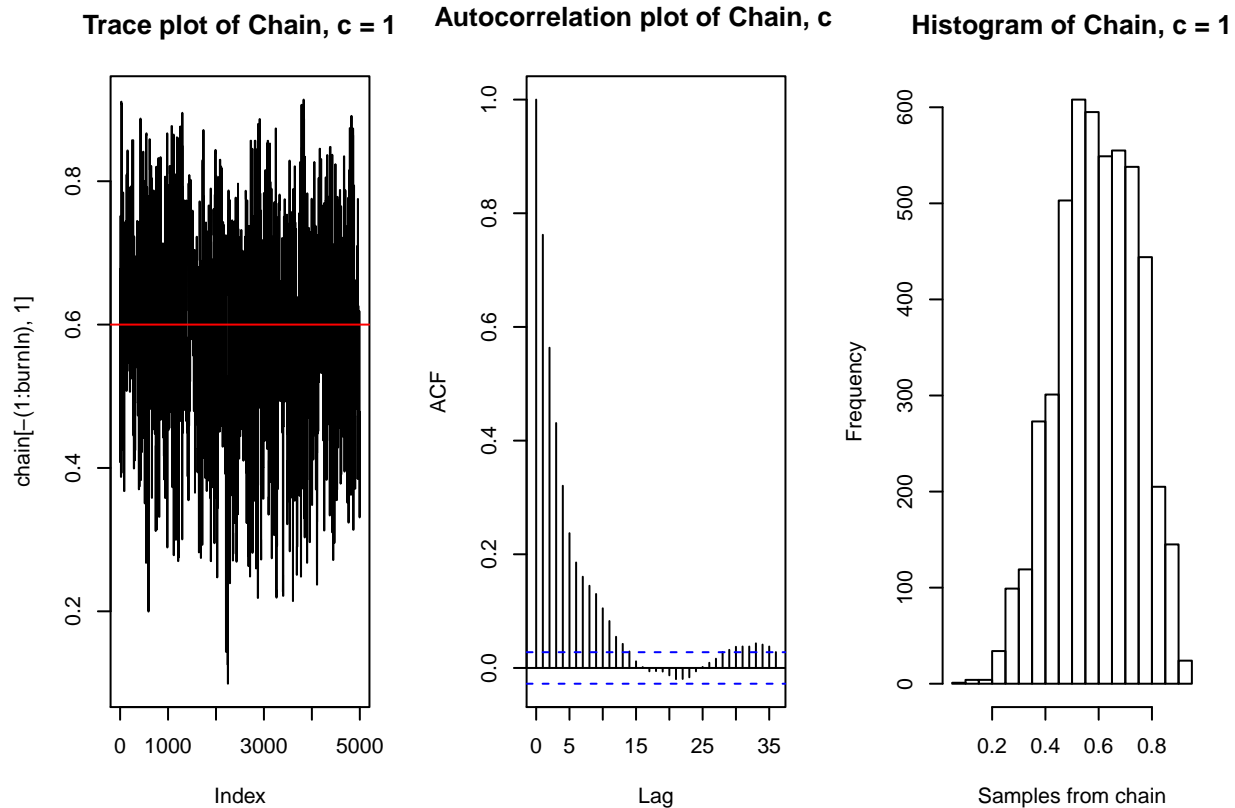 Trace plot of Chain, c = 1
chain[−(1:burnIn), 1]
0.2 0.4 0.6 0.8
0 1000 3000 5000
Index
Autocorrelation plot of Chain, c
ACF
0.0 0.2 0.4 0.6 0.8 1.0
0 5 15 25 35
Lag
Histogram of Chain, c = 1
Frequency
0 100 200 300 400 500 600
0.2 0.4 0.6 0.8
Samples from chain